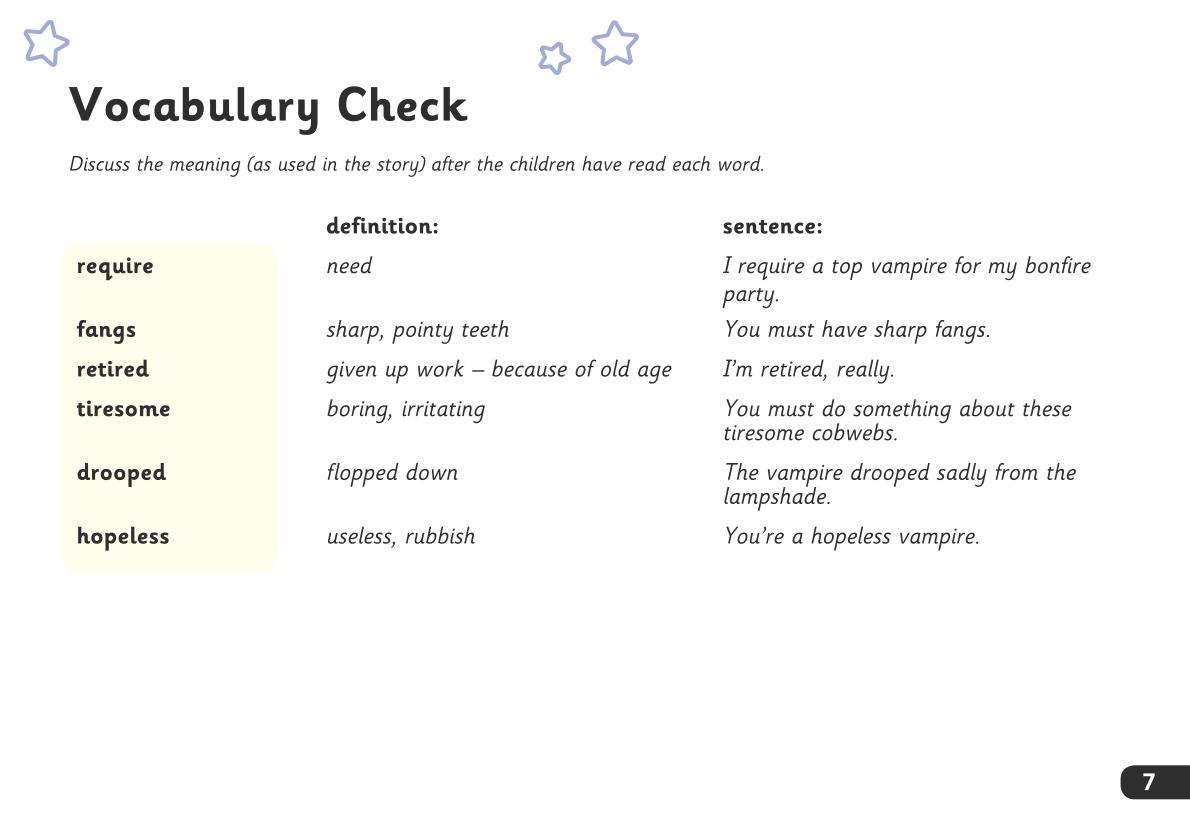 Vocabulary Check
Discuss the meaning (as used in the story) after the children have read each word.
definition: sentence:
require need I require a top vampire for my bonfire
party.
fangs sharp, pointy teeth You must have sharp fangs.
retired given up work – because of old age I’m retired, really.
tiresome boring, irritating You must do something about these
tiresome cobwebs.
drooped flopped down The vampire drooped sadly from the
lampshade.
hopeless useless, rubbish You’re a hopeless vampire.
7